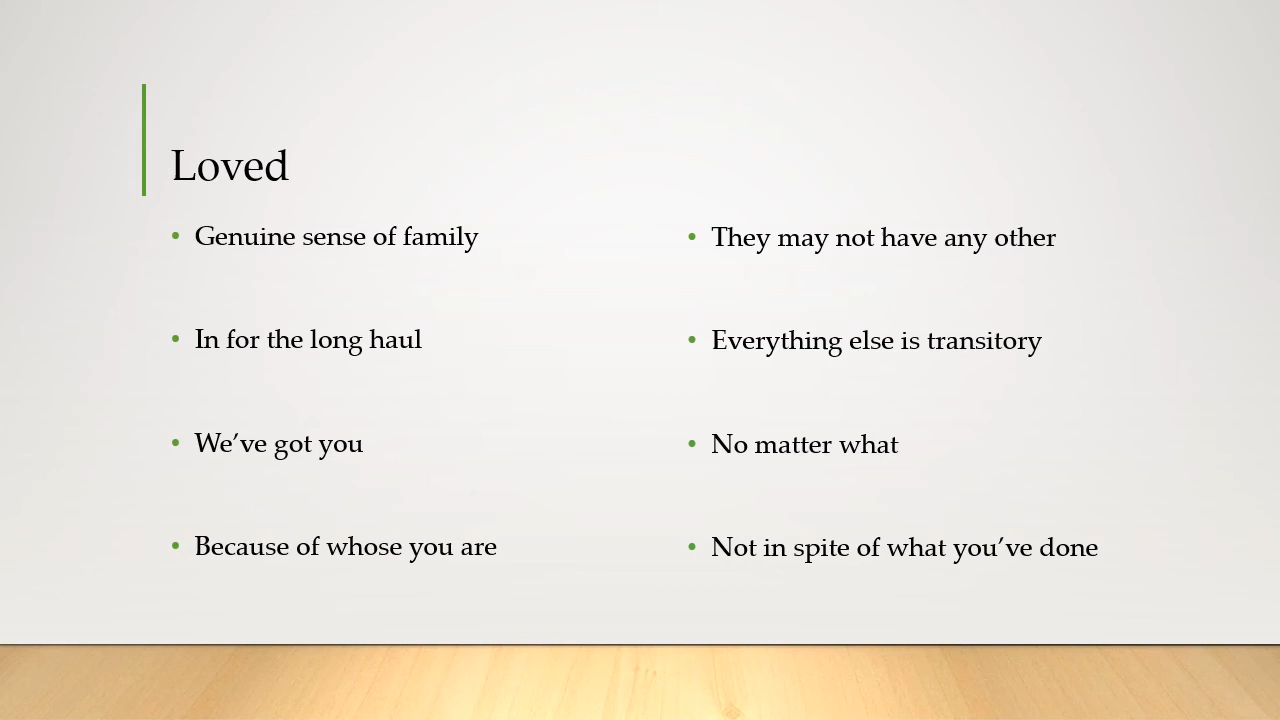 Loved
• Genuine sense of family
• In for the long haul
• We’ve got you
• Because of whose you are
• They may not have any other
• Everything else is transitory
• No matter what
• Not in spite of what you’ve done